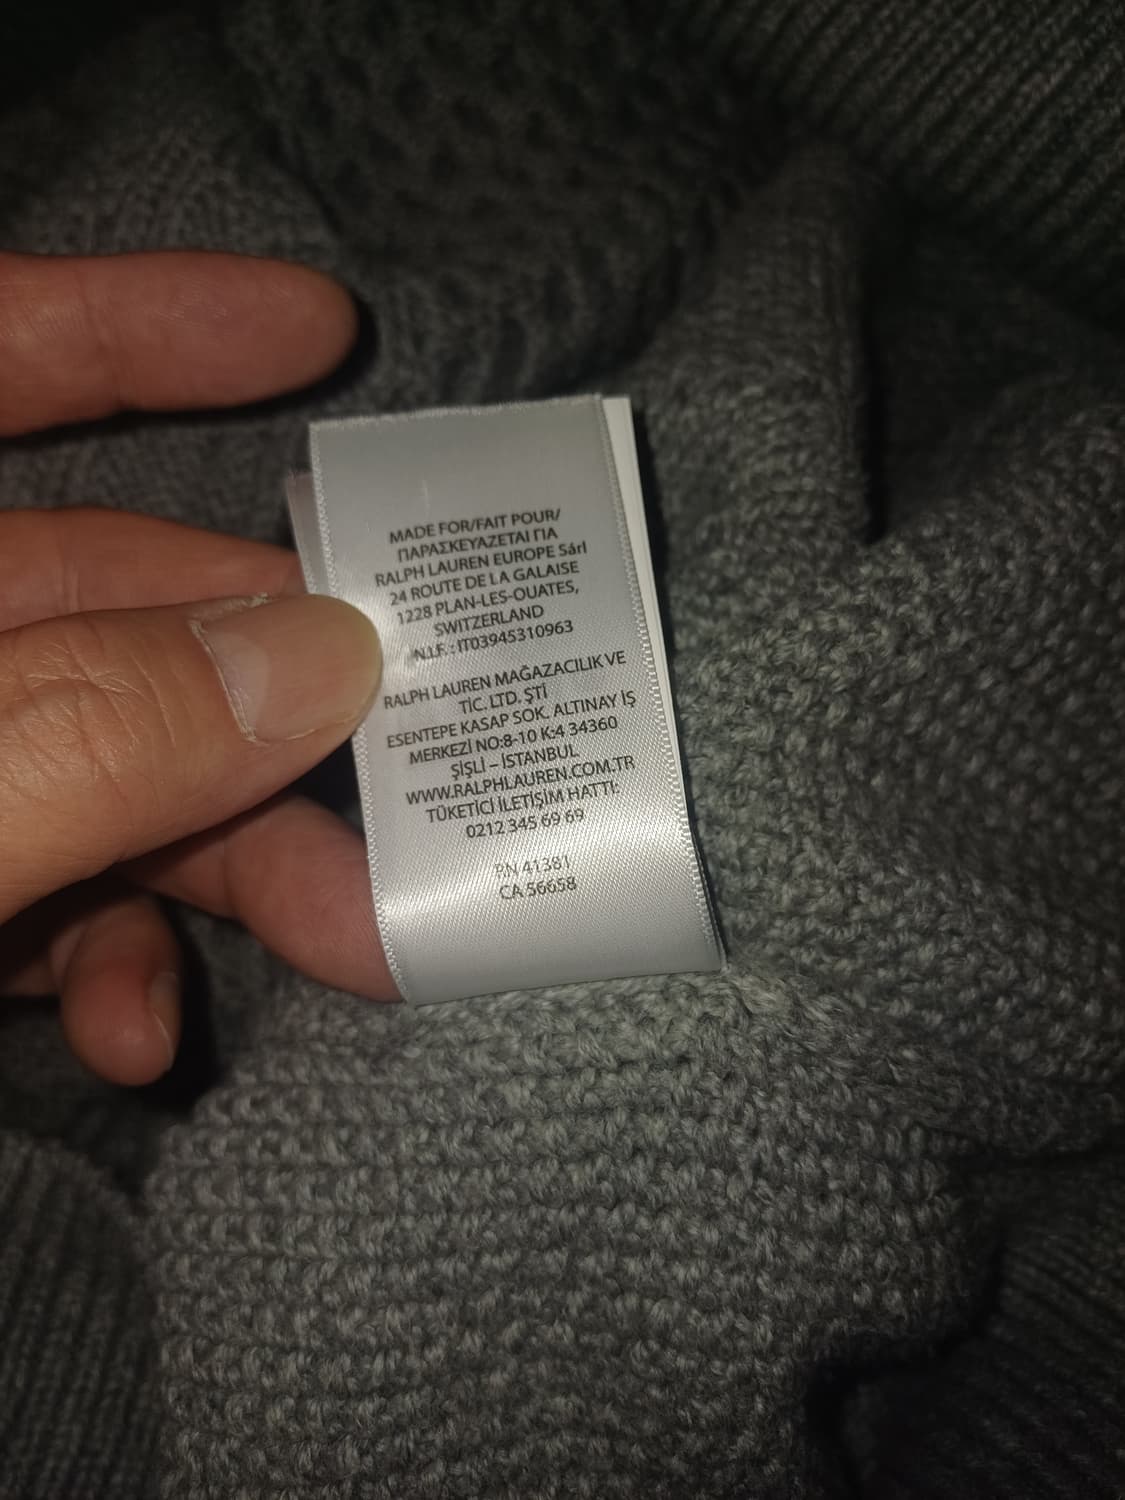 MADE FOR/FAIT POUR/
ΠΑΡΑΣΚΕΥΑΖΕΤΑΙ ΓΙΑ
RALPH LAUREN EUROPE Sárl
24 ROUTE DE LA GALAISE
1228 PLAN-LES-OUATES,
SWITZERLAND
N.I.F. : IT03945310963
RALPH LAUREN MAĞAZACILIK VE
TİC. LTD. ŞTİ
ESENTEPE KASAP SOK. ALTINAY İŞ
MERKEZİ NO:8-10 K:4 34360
ŞİŞLİ – İSTANBUL
WWW.RALPHLAUREN.COM.TR
TÜKETİCİ İLETİŞİM HATTI:
0212 345 69 69
RN 41381
CA 56658